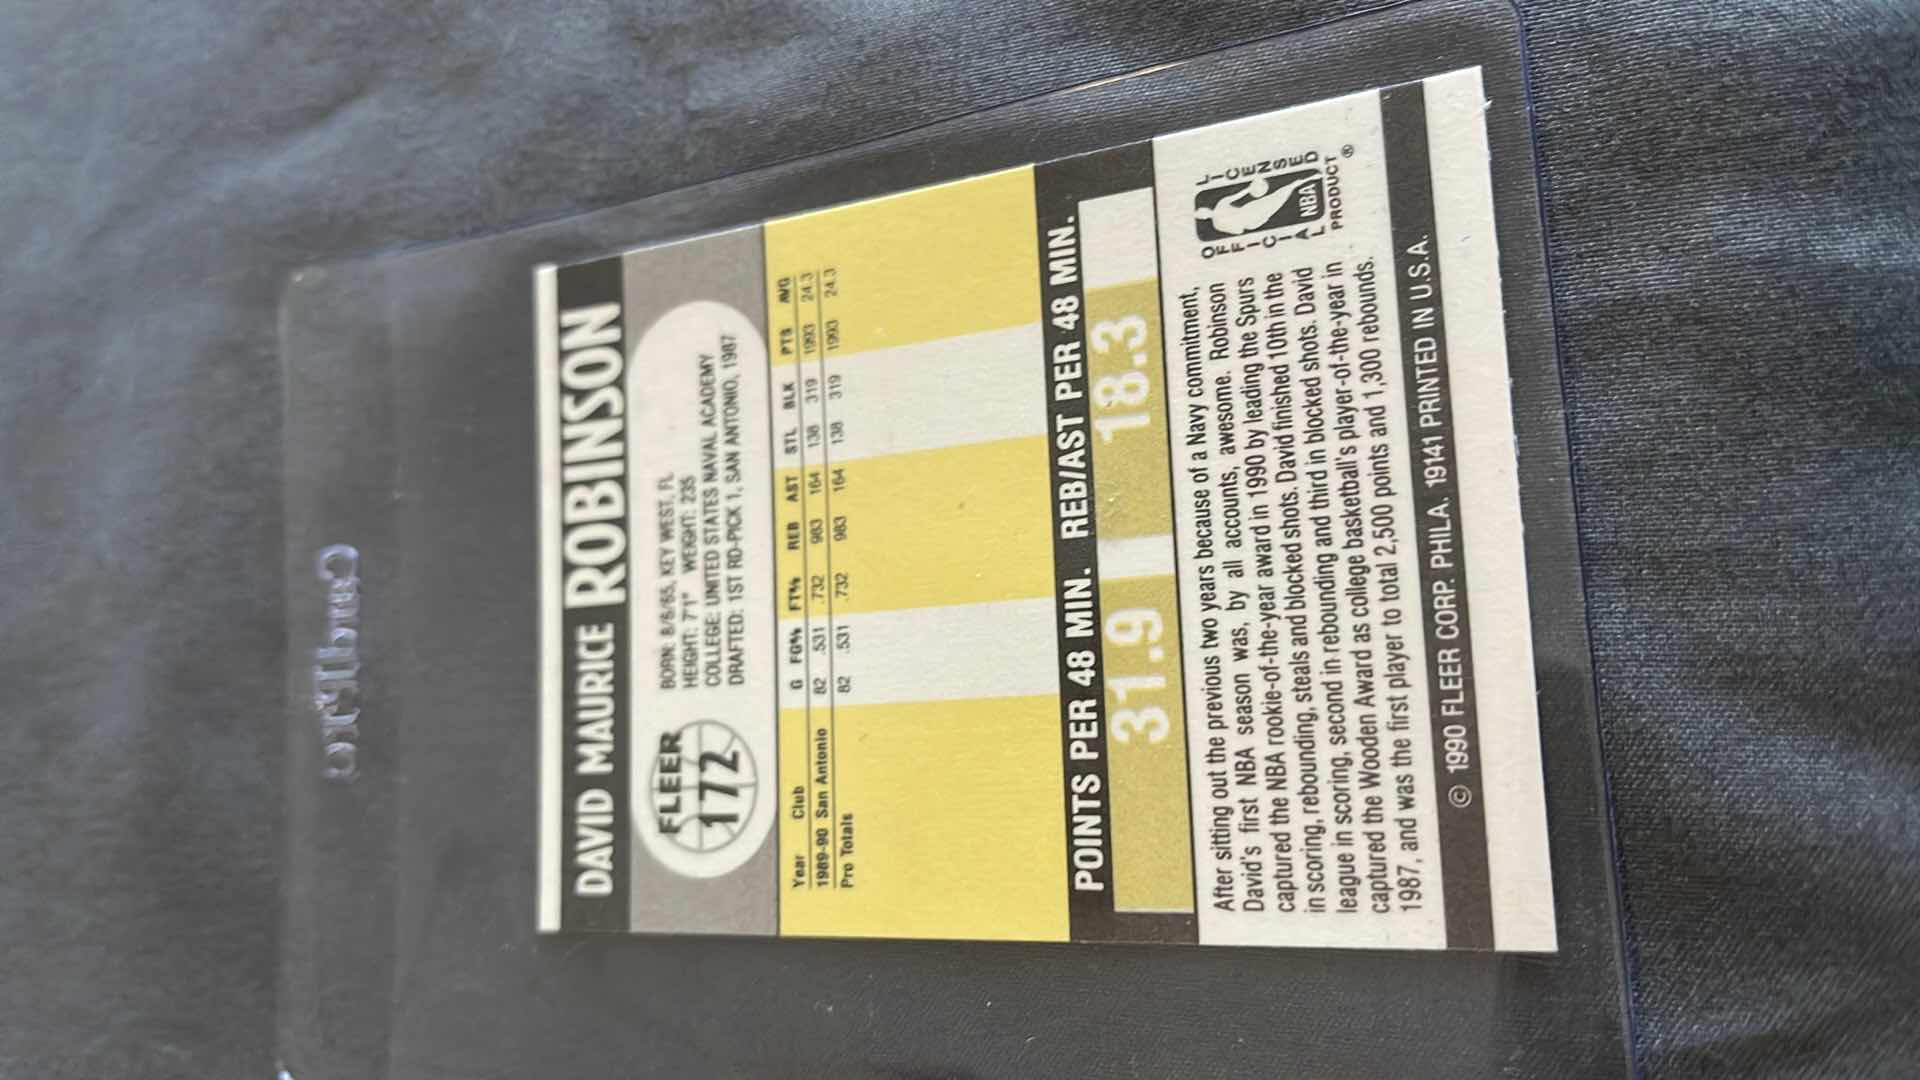 CardPro
DAVID MAURICE ROBINSON
FLEER
172
BORN: 8/6/65, KEY WEST, FL
HEIGHT: 7'1" WEIGHT: 235
COLLEGE: UNITED STATES NAVAL ACADEMY
DRAFTED: 1ST RD-PICK 1, SAN ANTONIO, 1987
Year Club G FG% FT% REB AST STL BLK PTS AVG
1989-90 San Antonio 82 .531 .732 983 164 138 319 1993 24.3
Pro Totals 82 .531 .732 983 164 138 319 1993 24.3
POINTS PER 48 MIN. REB/AST PER 48 MIN.
31.9 18.3
After sitting out the previous two years because of a Navy commitment,
David's first NBA season was, by all accounts, awesome. Robinson
captured the NBA rookie-of-the-year award in 1990 by leading the Spurs
in scoring, rebounding, steals and blocked shots. David finished 10th in the
league in scoring, second in rebounding and third in blocked shots. David
captured the Wooden Award as college basketball's player-of-the-year in
1987, and was the first player to total 2,500 points and 1,300 rebounds.
OFFICIAL LICENSED
NBA
PRODUCT ®
© 1990 FLEER CORP. PHILA. 19141 PRINTED IN U.S.A.